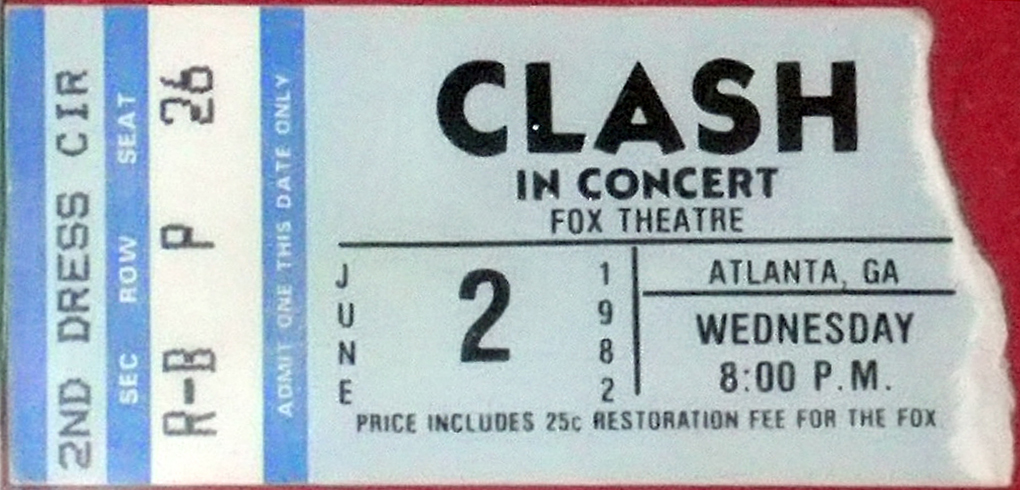 2ND DRESS CIR
SEC ROW SEAT
R-B P 26
ADMIT ONE THIS DATE ONLY
CLASH
IN CONCERT
FOX THEATRE
JUNE 2 1982
ATLANTA, GA
WEDNESDAY
8:00 P.M.
PRICE INCLUDES 25c RESTORATION FEE FOR THE FOX